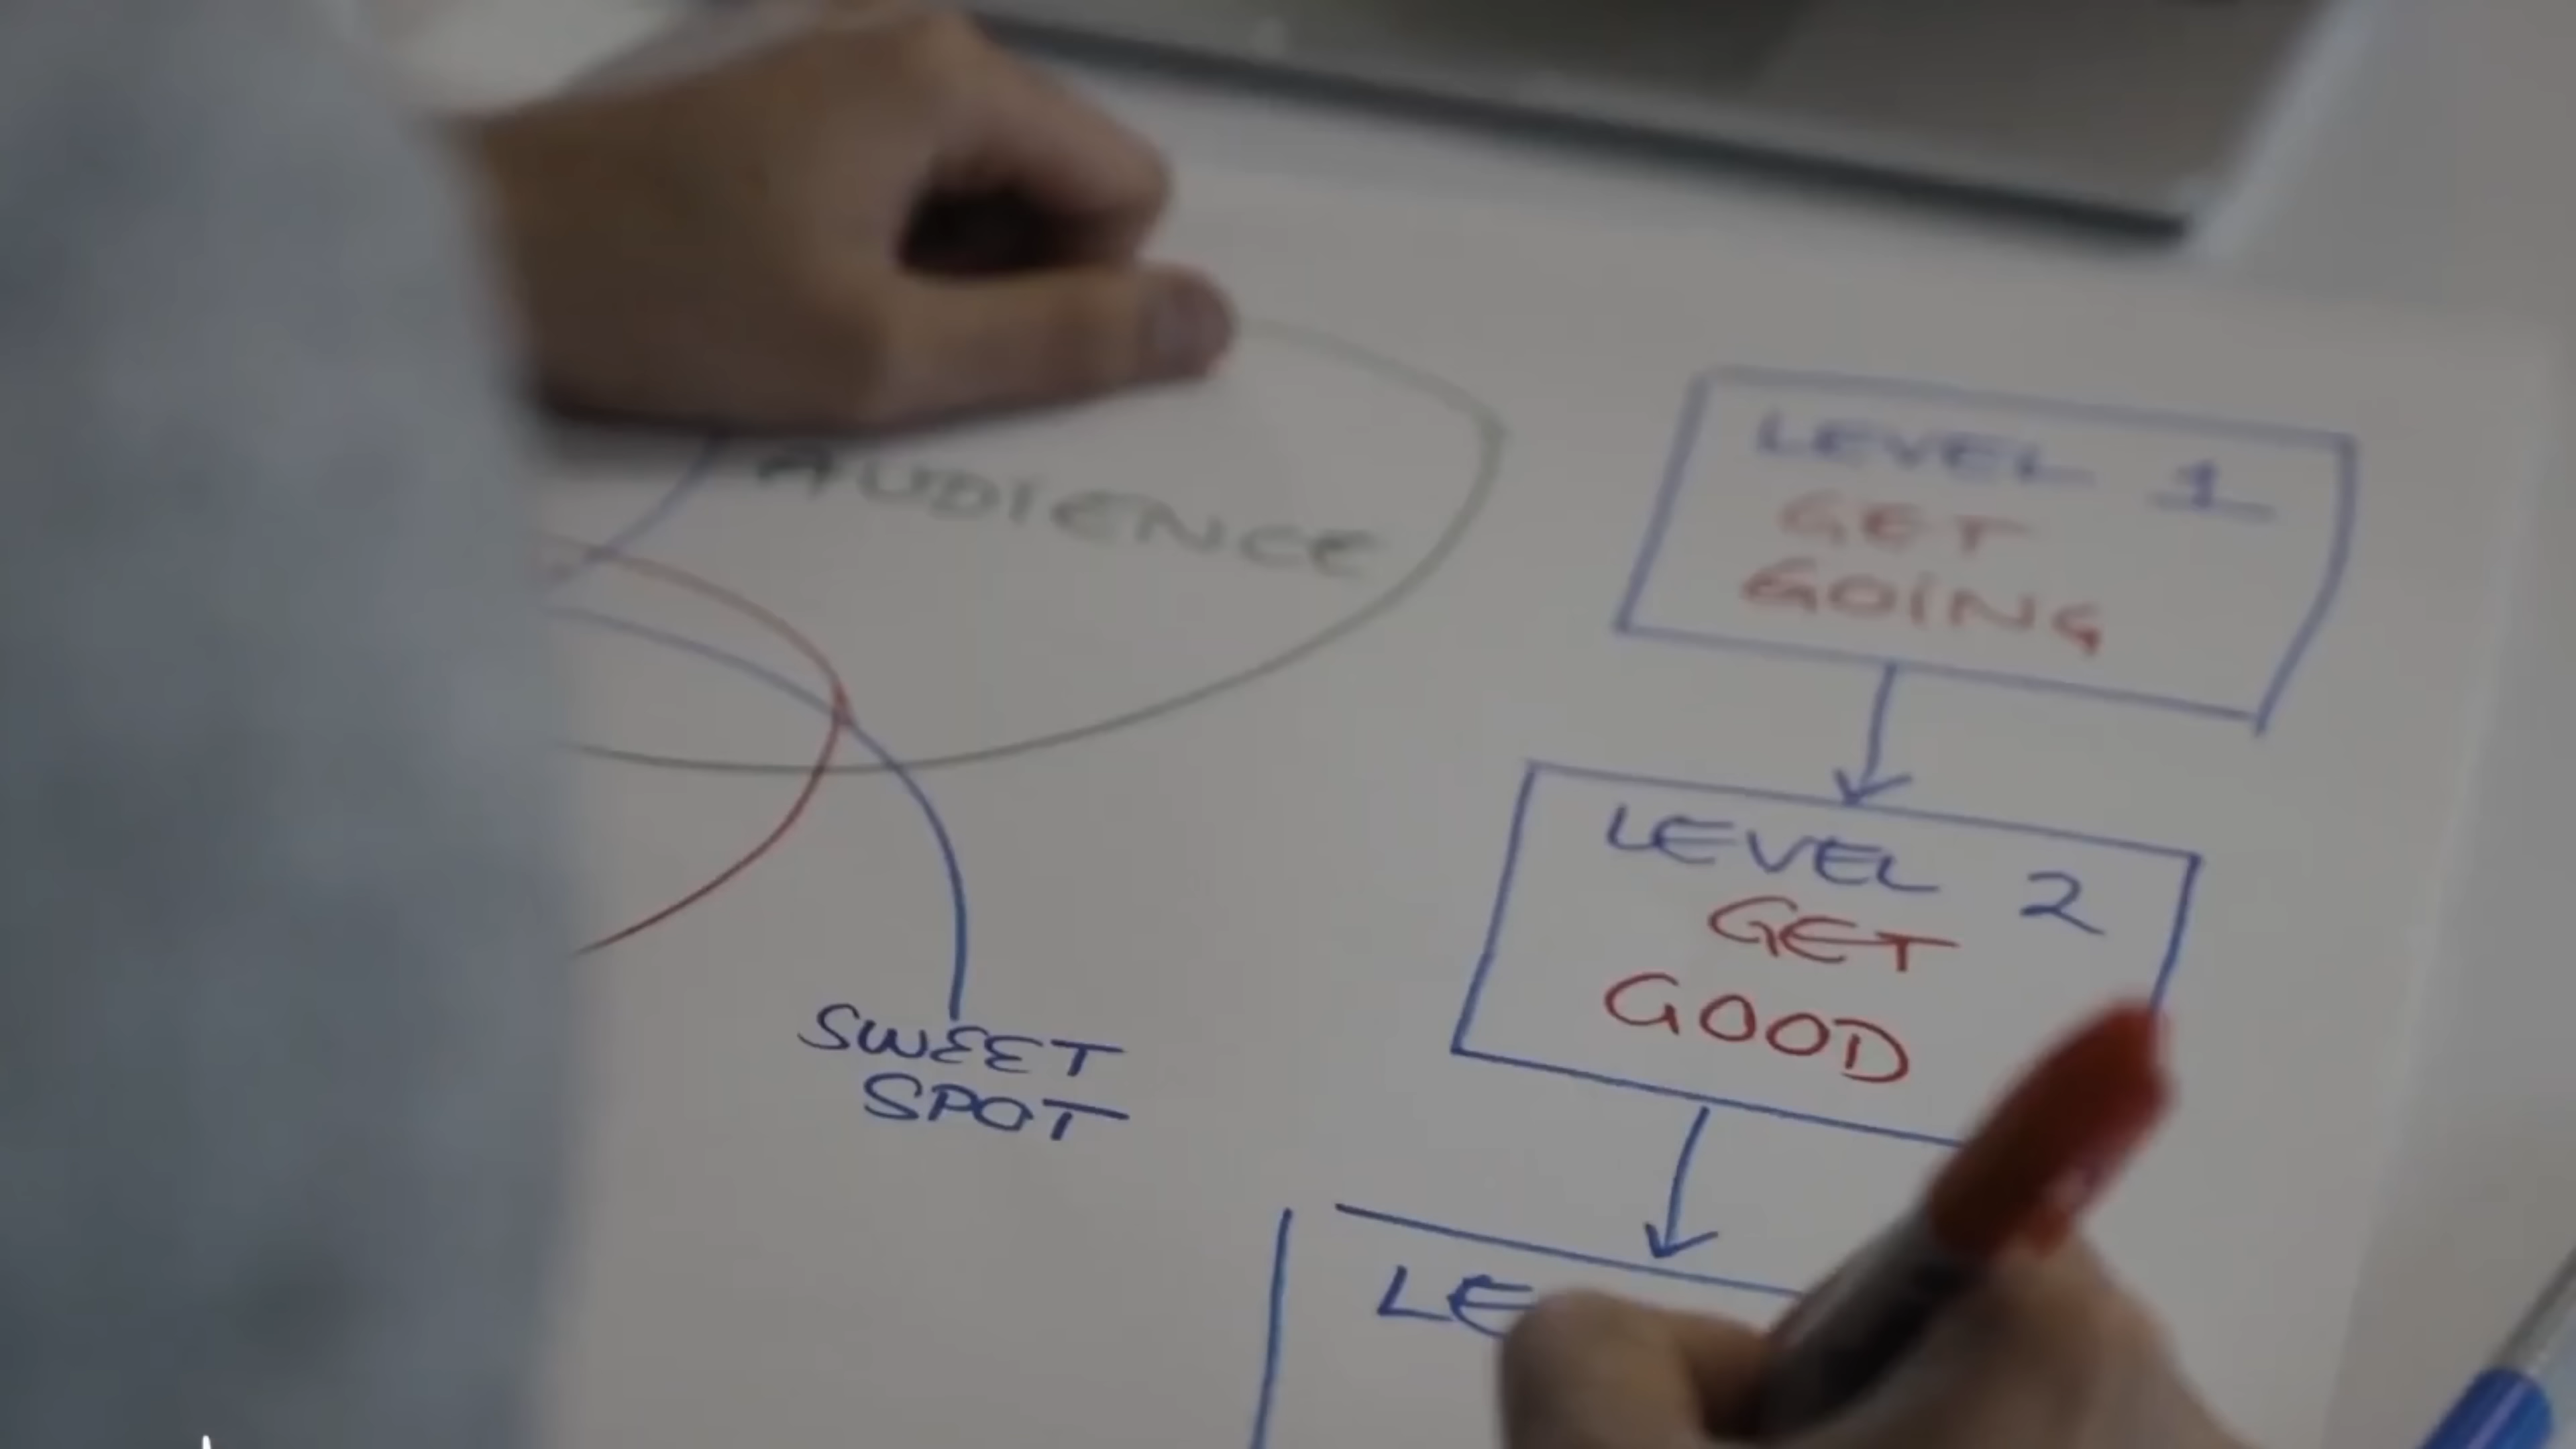 AUDIENCE
SWEET
SPOT
LEVEL 1
GET
GOING
LEVEL 2
GET
GOOD